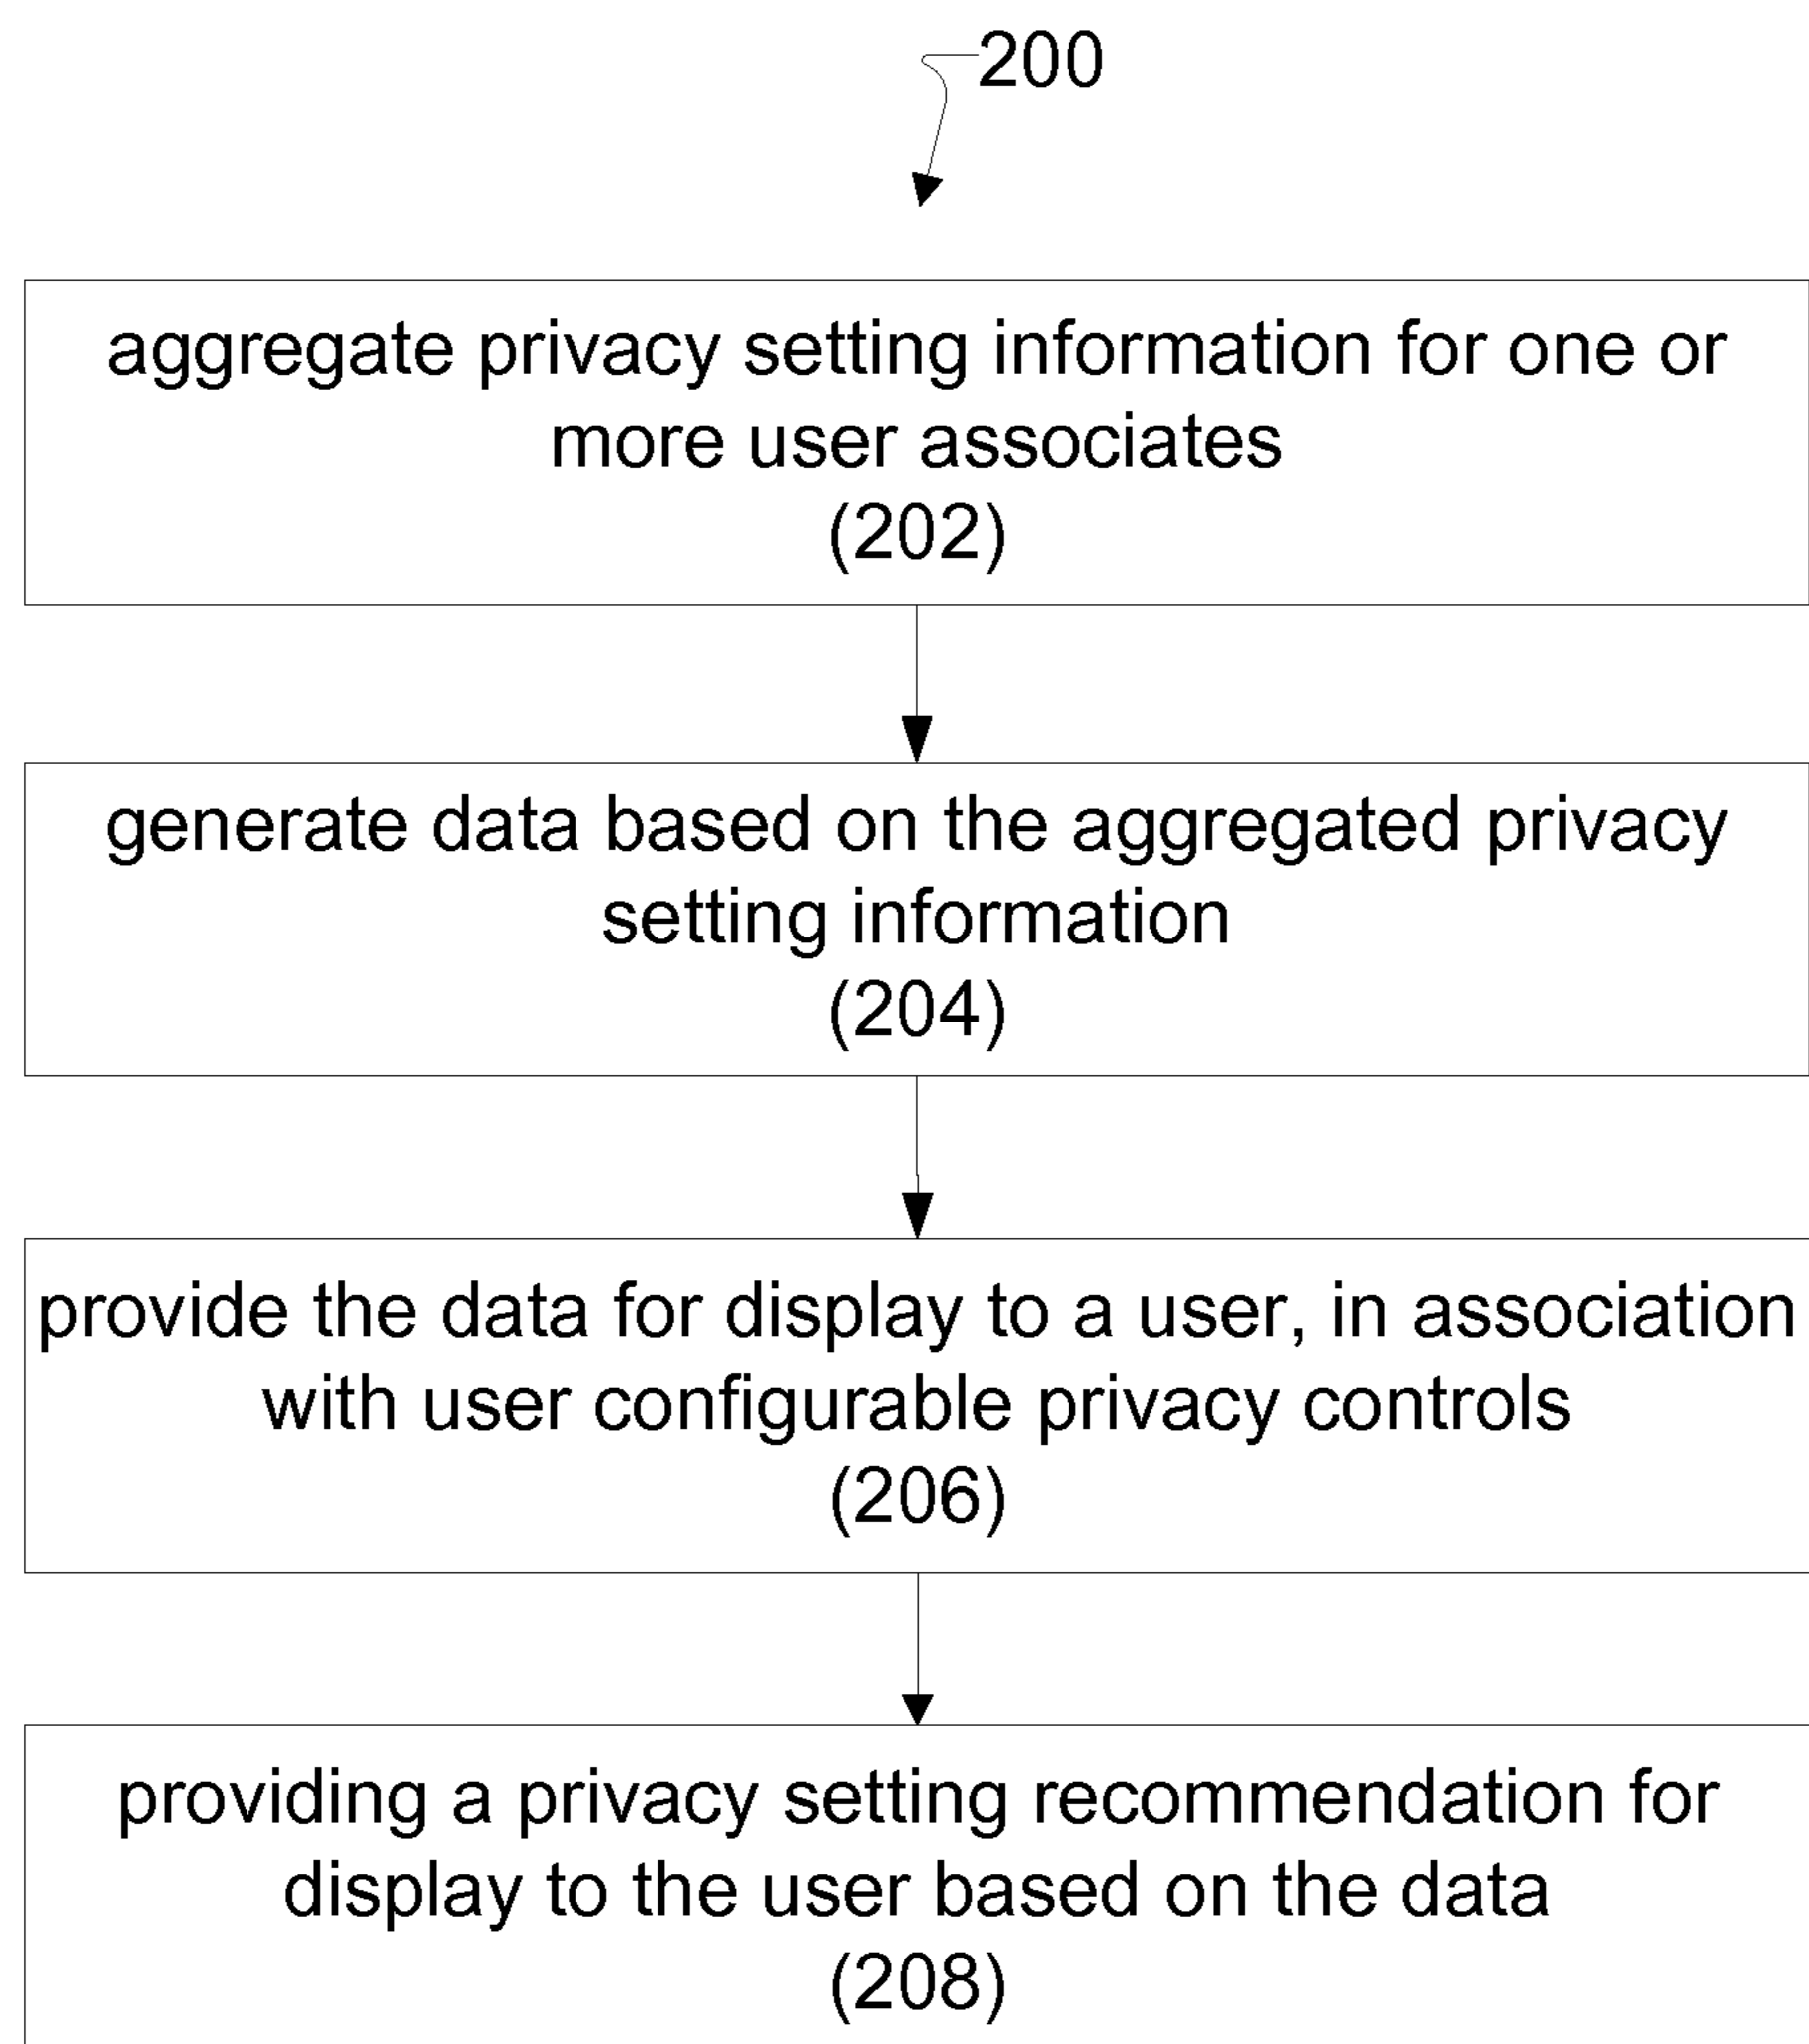 200
aggregate privacy setting information for one or
more user associates
(202)
generate data based on the aggregated privacy
setting information
(204)
provide the data for display to a user, in association
with user configurable privacy controls
(206)
providing a privacy setting recommendation for
display to the user based on the data
(208)